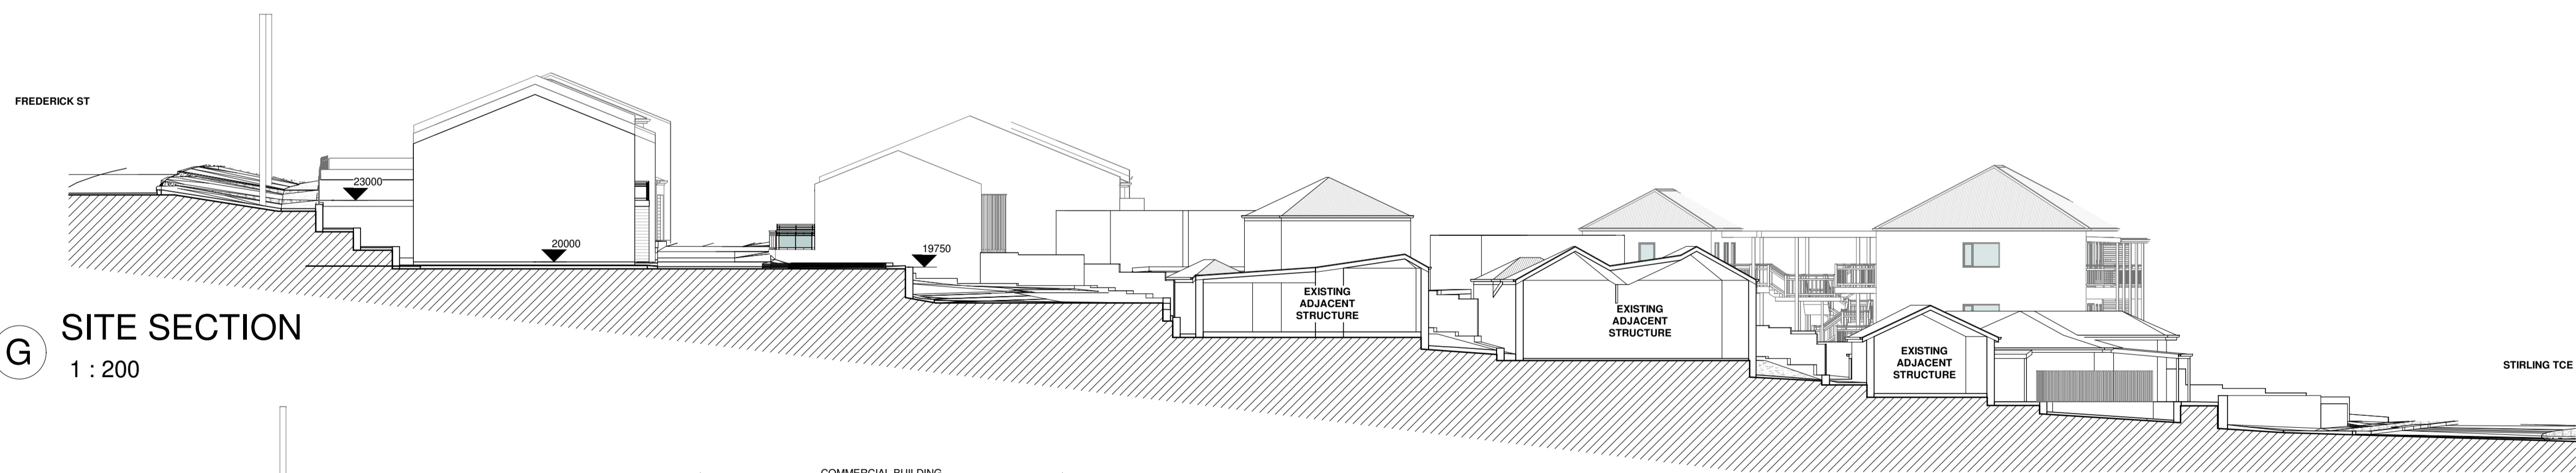 FREDERICK ST
23000
20000
19750
EXISTING
ADJACENT
STRUCTURE
EXISTING
ADJACENT
STRUCTURE
EXISTING
ADJACENT
STRUCTURE
STIRLING TCE
G
SITE SECTION
1 : 200
COMMERCIAL BUILDING